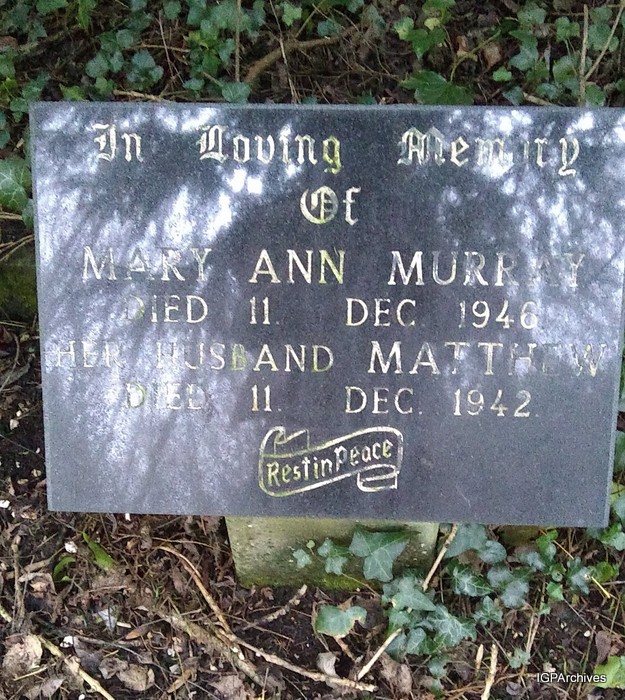 In Loving Memory
Of
MARY ANN MURRAY
DIED 11. DEC. 1946
HER HUSBAND MATTHEW
DIED 11. DEC. 1942.
Rest in Peace
IGPArchives